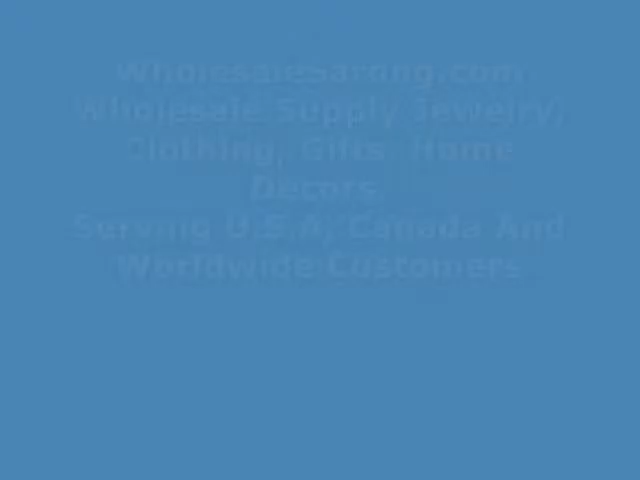 WholesaleSarong.com
Wholesale Supply Jewelry,
Clothing, Gifts, Home
Decors
Serving U.S.A, Canada And
Worldwide Customers